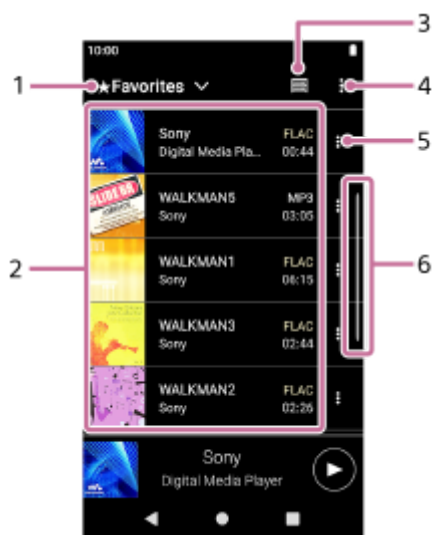 3
10:00
1
★Favorites
4
Sony
FLAC
Digital Media Pla...
00:44
5
WALKMAN5
MP3
Sony
03:05
2
6
WALKMAN1
FLAC
Sony
06:15
WALKMAN3
FLAC
Sony
02:44
WALKMAN2
FLAC
Sony
02:26
Sony
Digital Media Player